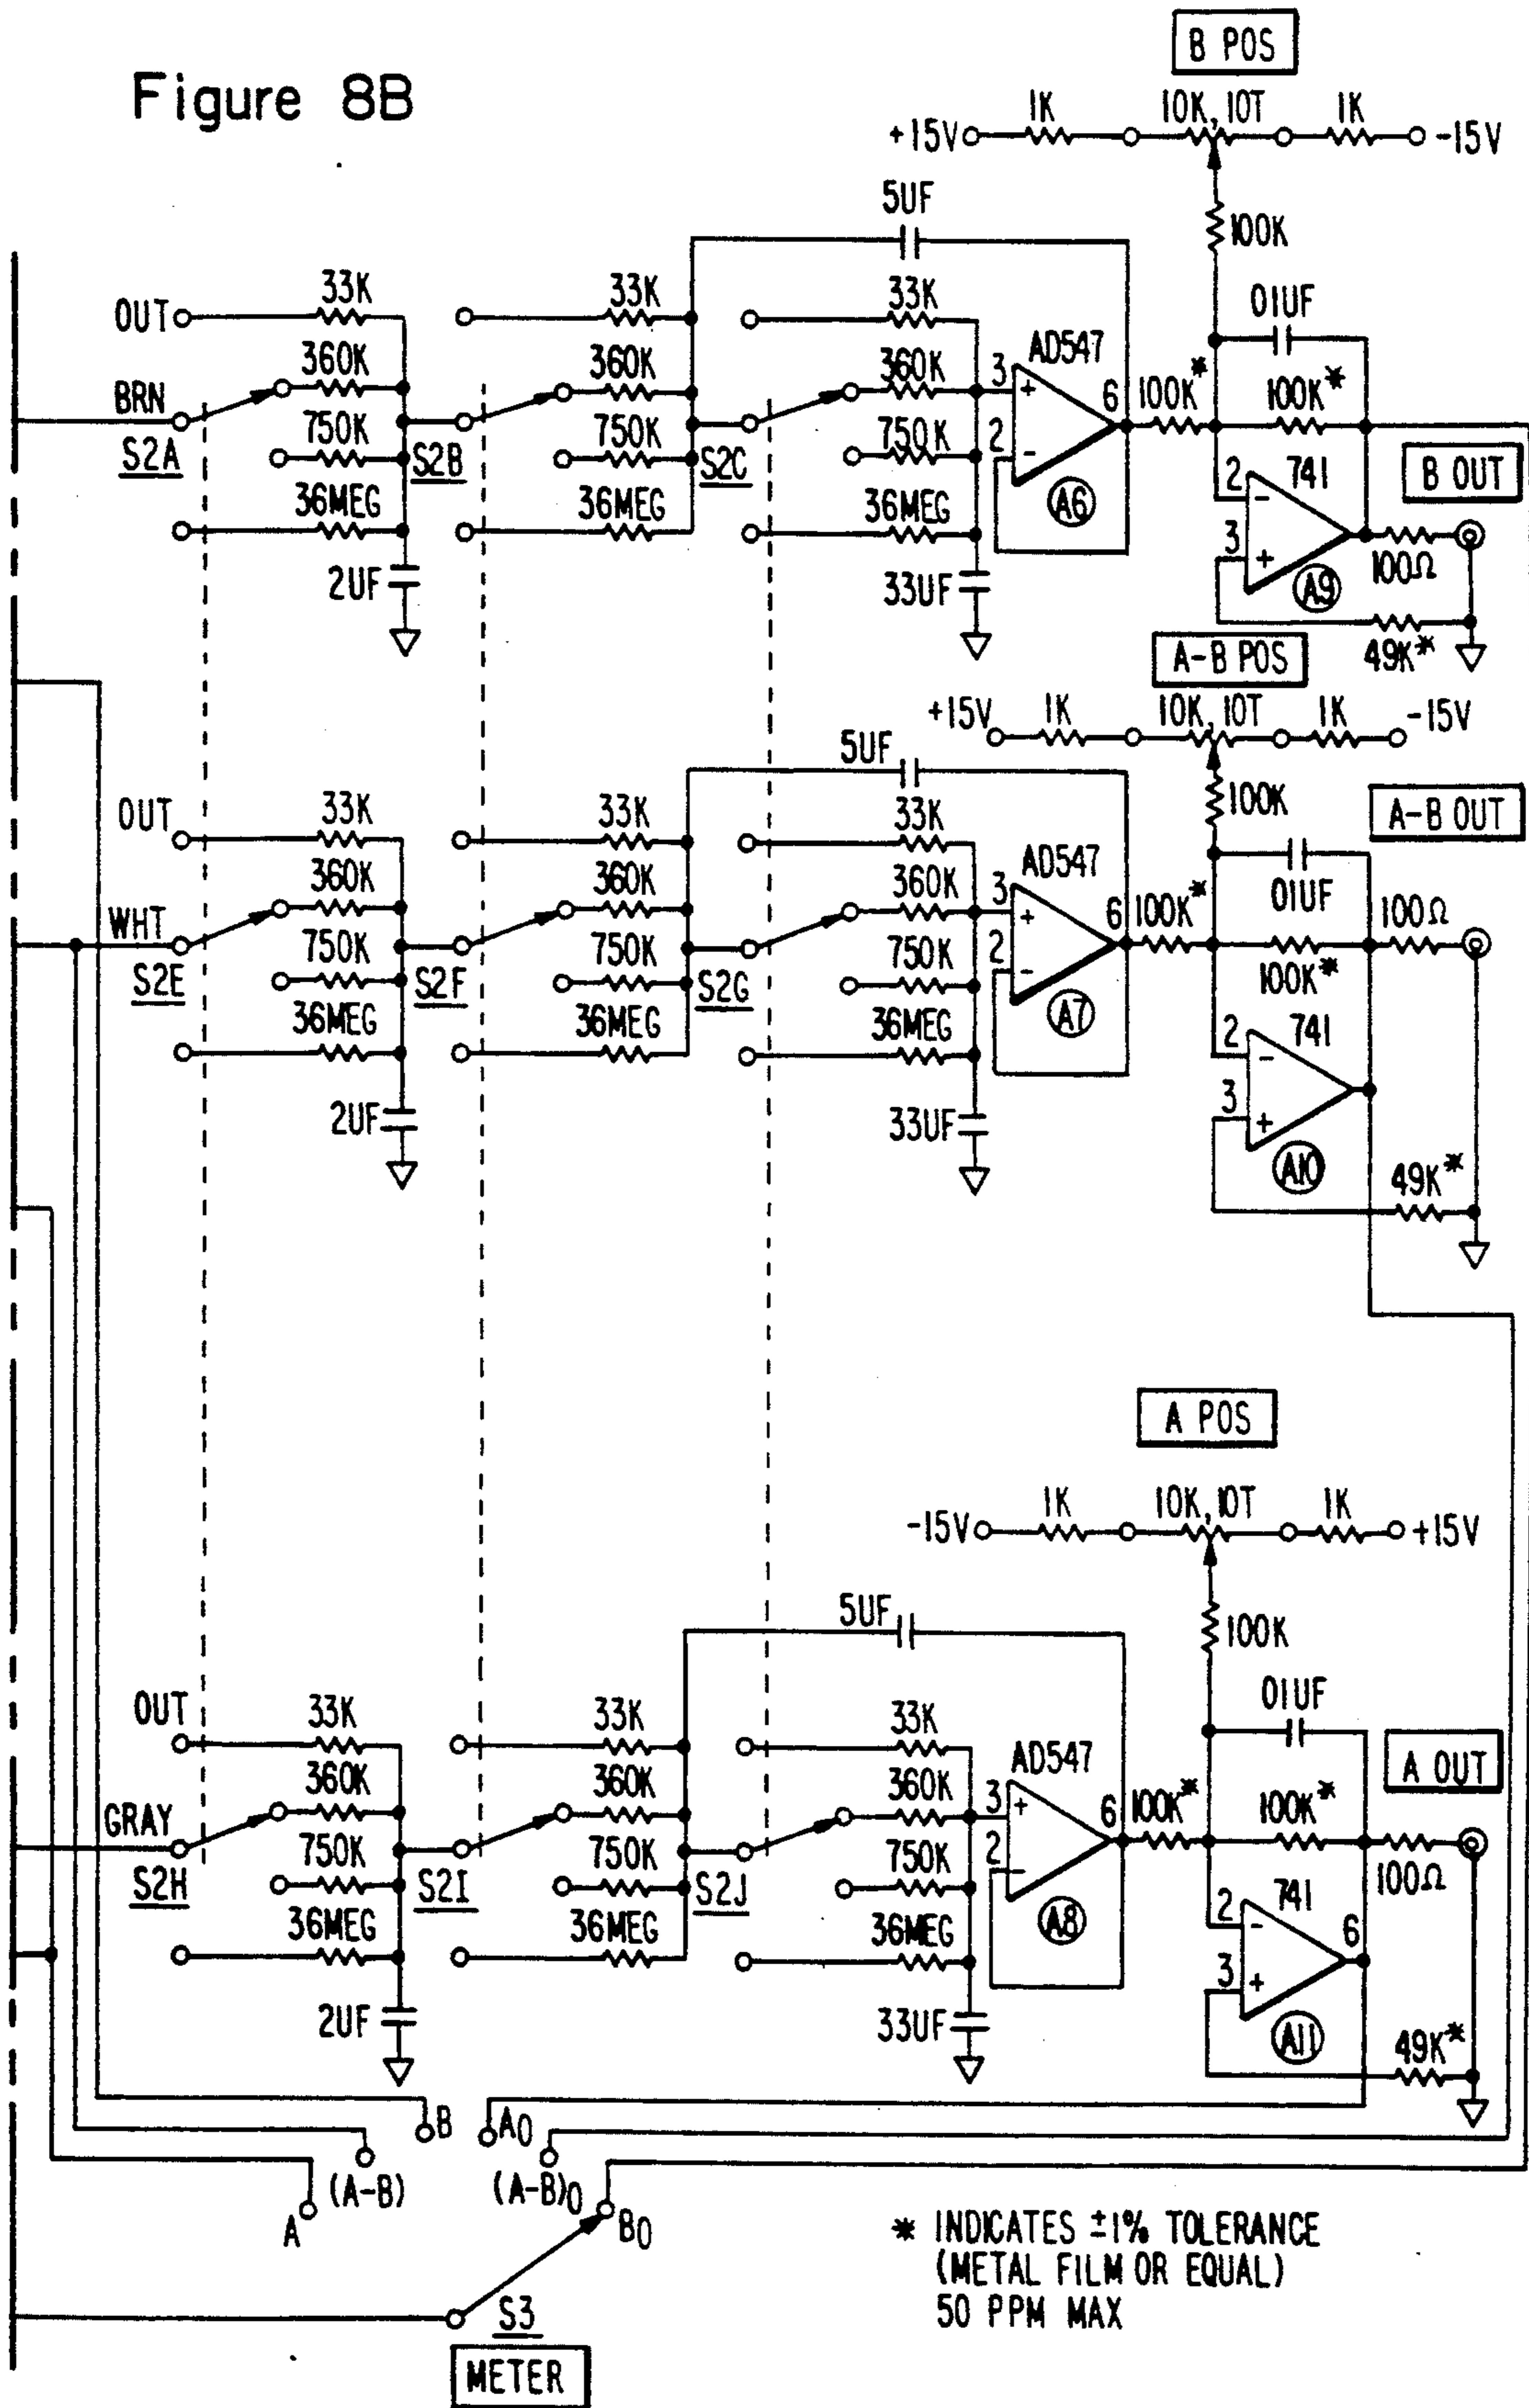 Figure 8B
B POS
1K 10K, 10T 1K
+15V -15V
5UF
100K
33K 33K 33K 01UF
OUT
AD547
360K 360K 360K 3 + 6 100K* 100K*
BRN
750K 750K 750K 2 -
S2A S2B S2C
741
B OUT
36MEG 36MEG 36MEG A6 2 -
3 +
100Ω
2UF 33UF A9
49K*
A-B POS
+15V 1K 10K, 10T 1K -15V
5UF
100K
A-B OUT
OUT 33K 33K 33K
AD547
01UF
360K 360K 360K 3 + 6 100K* 100Ω
WHT
750K 750K 750K 2 - 100K*
S2E S2F S2G
36MEG 36MEG 36MEG A7 2 - 741
3 +
2UF 33UF A10 49K*
A POS
1K 10K, 10T 1K
-15V +15V
5UF
100K
OUT 33K 33K 33K 01UF
AD547
A OUT
360K 360K 360K 3 + 6 100K* 100K*
GRAY
750K 750K 750K 2 - 100Ω
S2H S2I S2J
741
36MEG 36MEG 36MEG A8 2 - 6
3 +
2UF 33UF A11 49K*
B A0
(A-B) (A-B)0
A B0
* INDICATES ±1% TOLERANCE
(METAL FILM OR EQUAL)
50 PPM MAX
S3
METER